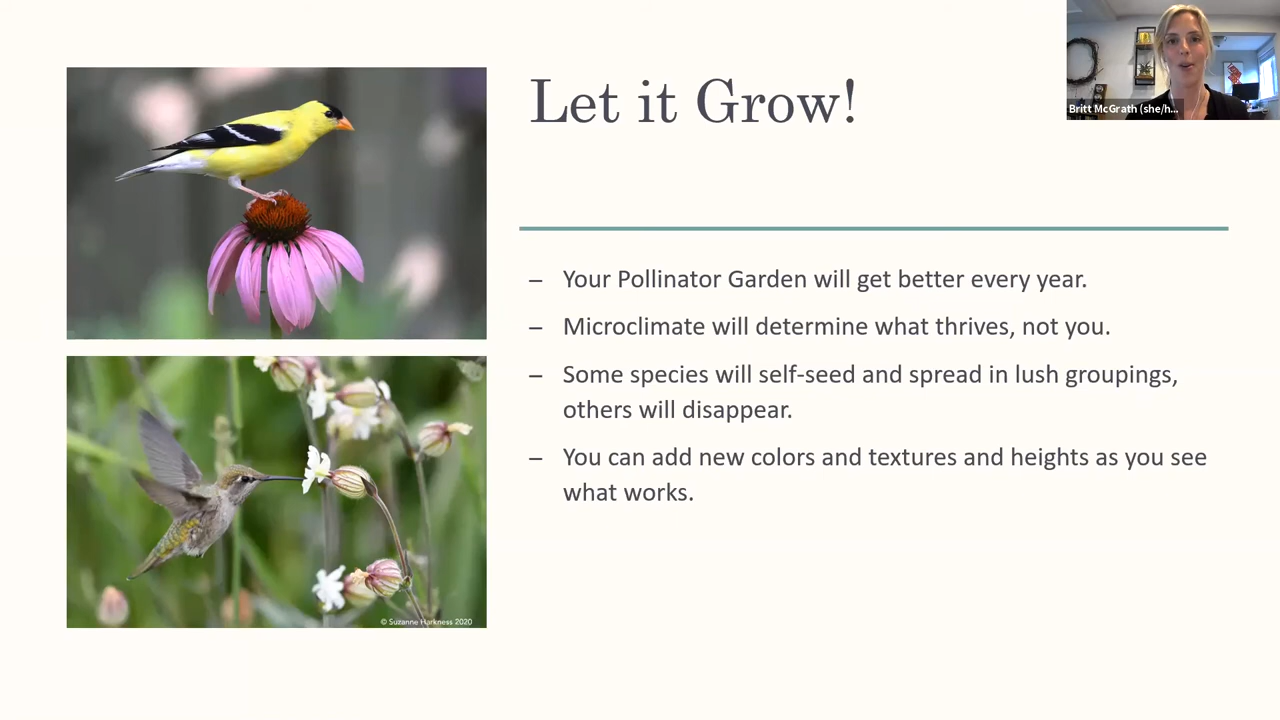 Let it Grow!
Britt McGrath (she/h...
– Your Pollinator Garden will get better every year.
– Microclimate will determine what thrives, not you.
– Some species will self-seed and spread in lush groupings,
others will disappear.
– You can add new colors and textures and heights as you see
what works.
© Suzanne Harkness 2020